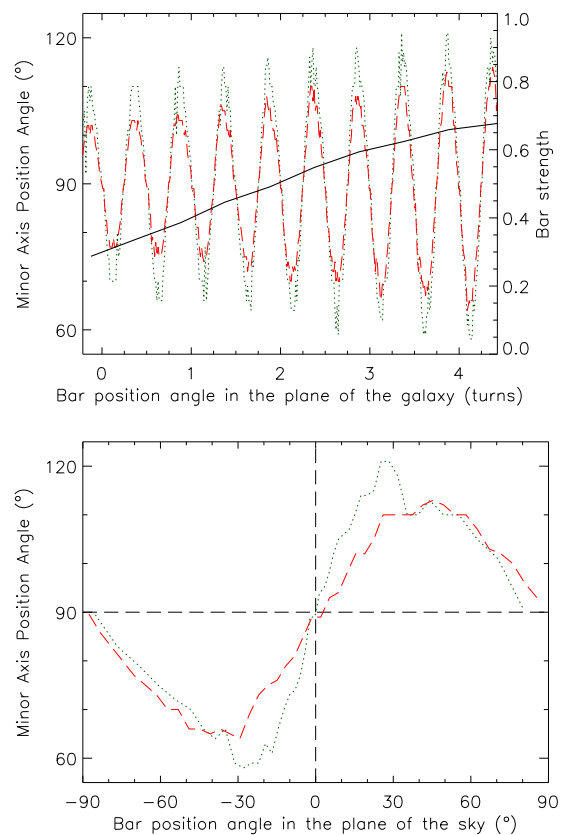 120
90
60
Minor Axis Position Angle (°)
1.0
0.8
0.6
0.4
0.2
0.0
Bar strength
0 1 2 3 4
Bar position angle in the plane of the galaxy (turns)
120
90
60
Minor Axis Position Angle (°)
−90 −60 −30 0 30 60 90
Bar position angle in the plane of the sky (°)